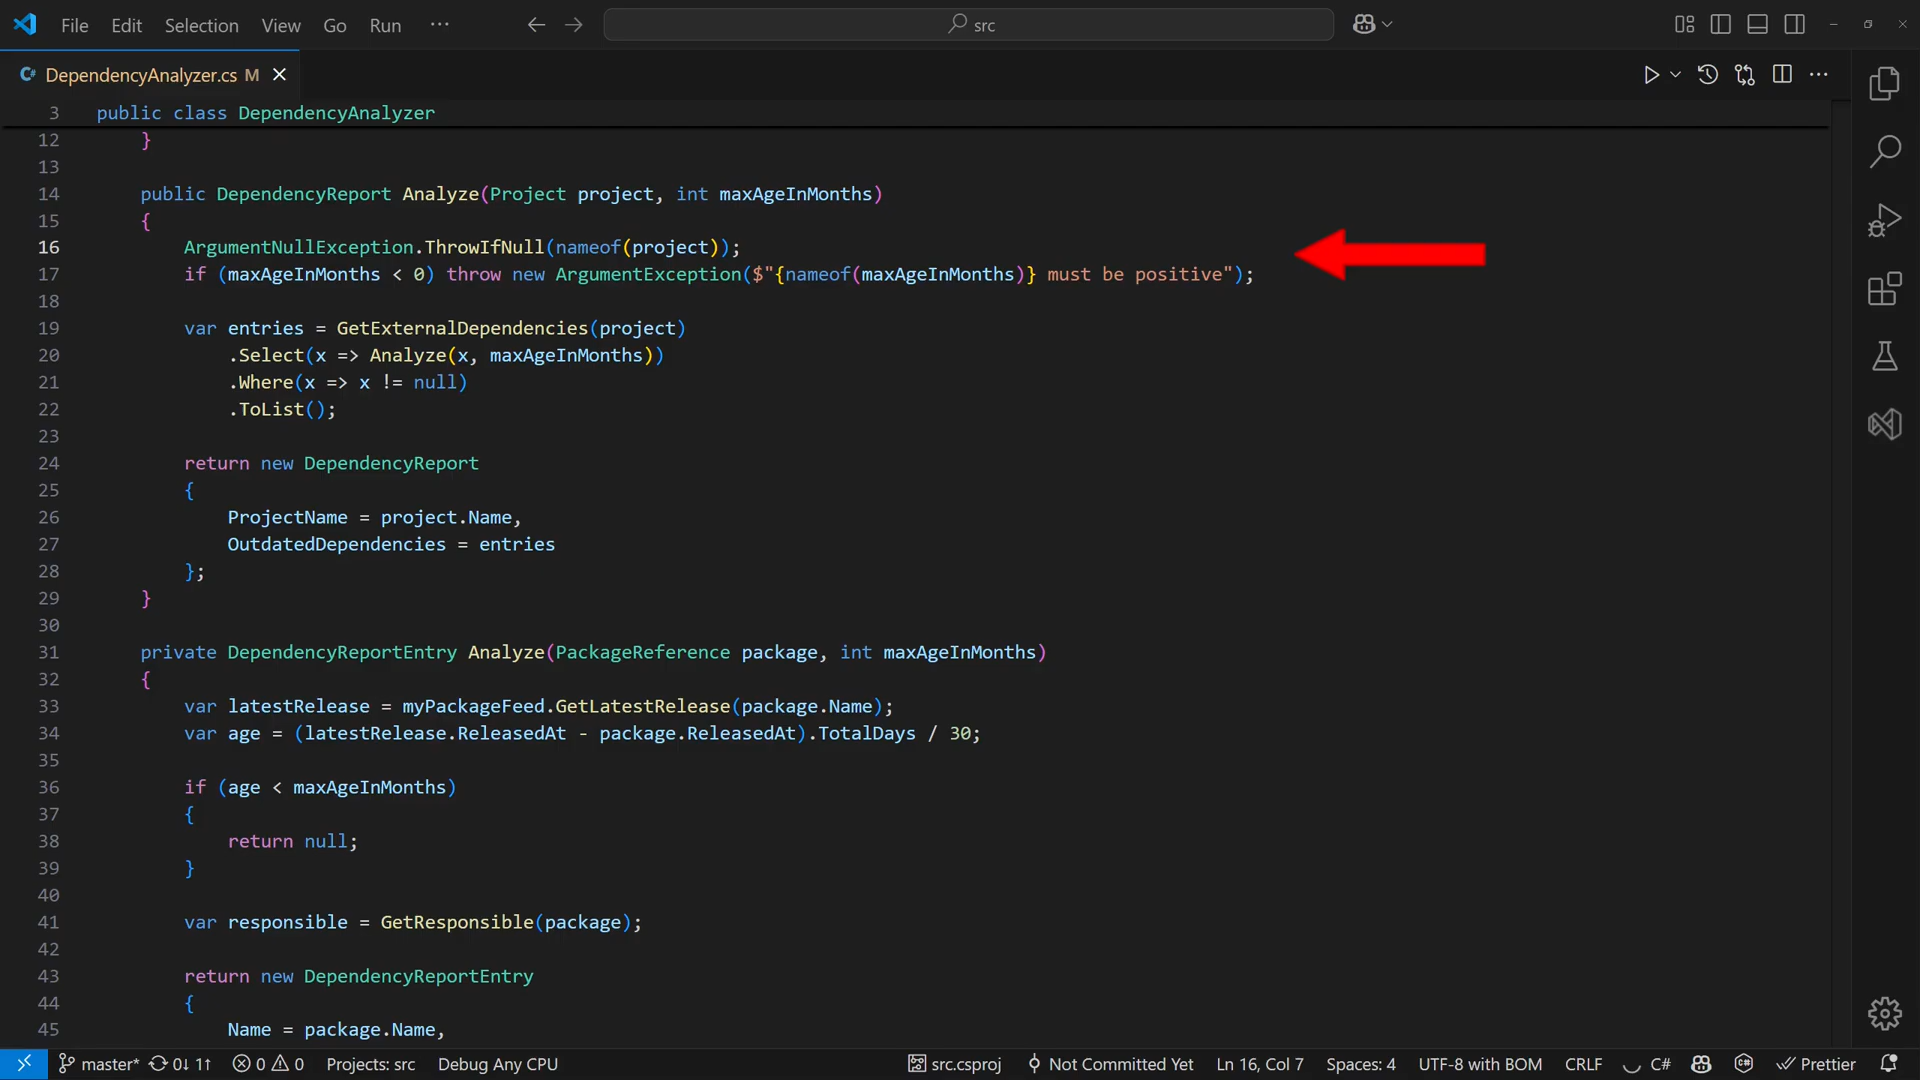 File Edit Selection View Go Run ··· src
DependencyAnalyzer.cs M
3 public class DependencyAnalyzer
12 }
13
14 public DependencyReport Analyze(Project project, int maxAgeInMonths)
15 {
16 ArgumentNullException.ThrowIfNull(nameof(project));
17 if (maxAgeInMonths < 0) throw new ArgumentException($"{nameof(maxAgeInMonths)} must be positive");
18
19 var entries = GetExternalDependencies(project)
20 .Select(x => Analyze(x, maxAgeInMonths))
21 .Where(x => x != null)
22 .ToList();
23
24 return new DependencyReport
25 {
26 ProjectName = project.Name,
27 OutdatedDependencies = entries
28 };
29 }
30
31 private DependencyReportEntry Analyze(PackageReference package, int maxAgeInMonths)
32 {
33 var latestRelease = myPackageFeed.GetLatestRelease(package.Name);
34 var age = (latestRelease.ReleasedAt - package.ReleasedAt).TotalDays / 30;
35
36 if (age < maxAgeInMonths)
37 {
38 return null;
39 }
40
41 var responsible = GetResponsible(package);
42
43 return new DependencyReportEntry
44 {
45 Name = package.Name,
master* 0↓ 1↑ 0 0 Projects: src Debug Any CPU src.csproj Not Committed Yet Ln 16, Col 7 Spaces: 4 UTF-8 with BOM CRLF C# Prettier